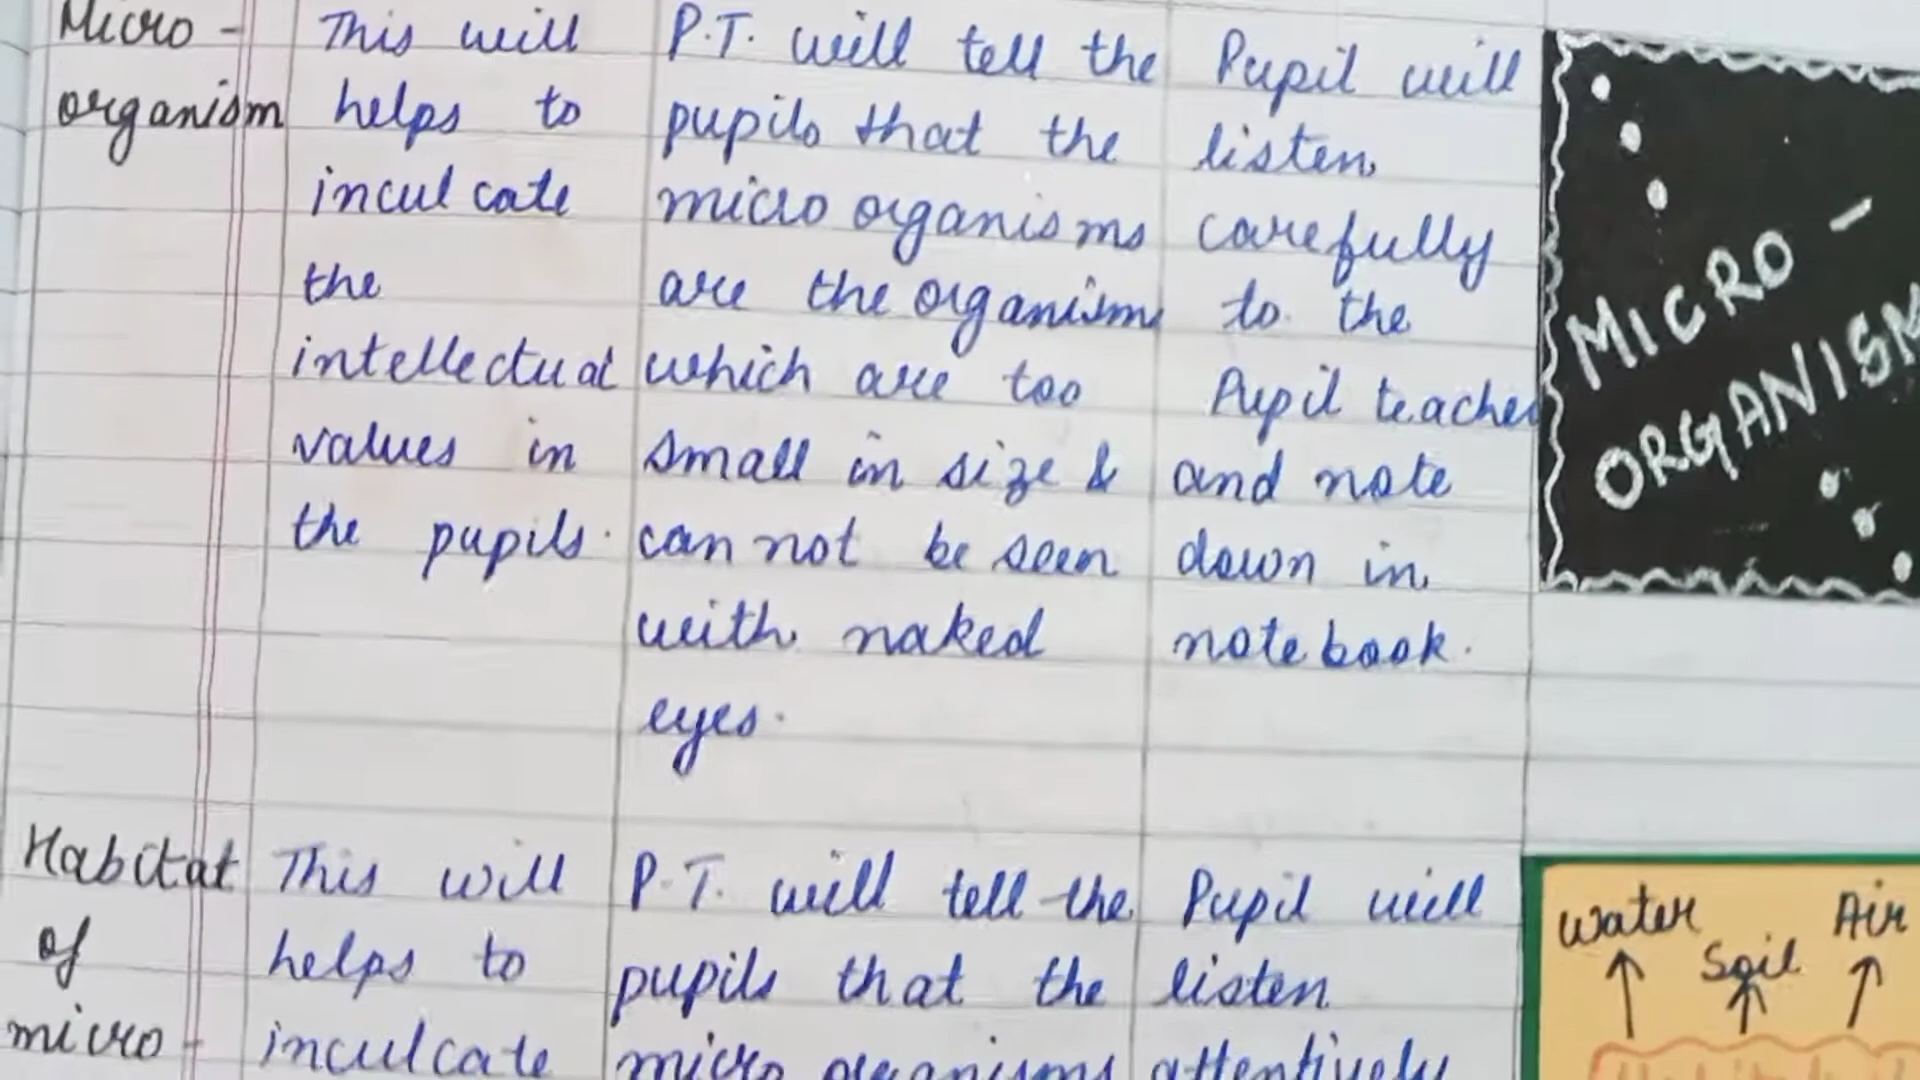 Micro -
organism
This will
helps to
inculcate
the
intellectual
values in
the pupils.
P.T. will tell the
pupils that the
micro organisms
are the organisms
which are too
small in size &
can not be seen
with naked
eyes.
Pupil will
listen
carefully
to the
Pupil teacher
and note
down in
notebook.
MICRO -
ORGANISM
Habitat
of
micro -
This will
helps to
inculcate
P.T. will tell the
pupils that the
micro organisms
Pupil will
listen
attentively
Water
Soil
Air